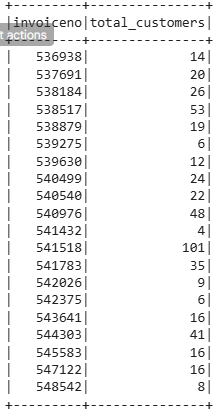 +---------+---------------+
|invoiceno|total_customers|
t actions
+---------+---------------+
|   536938|             14|
|   537691|             20|
|   538184|             26|
|   538517|             53|
|   538879|             19|
|   539275|              6|
|   539630|             12|
|   540499|             24|
|   540540|             22|
|   540976|             48|
|   541432|              4|
|   541518|            101|
|   541783|             35|
|   542026|              9|
|   542375|              6|
|   543641|             16|
|   544303|             41|
|   545583|             16|
|   547122|             16|
|   548542|              8|
+---------+---------------+